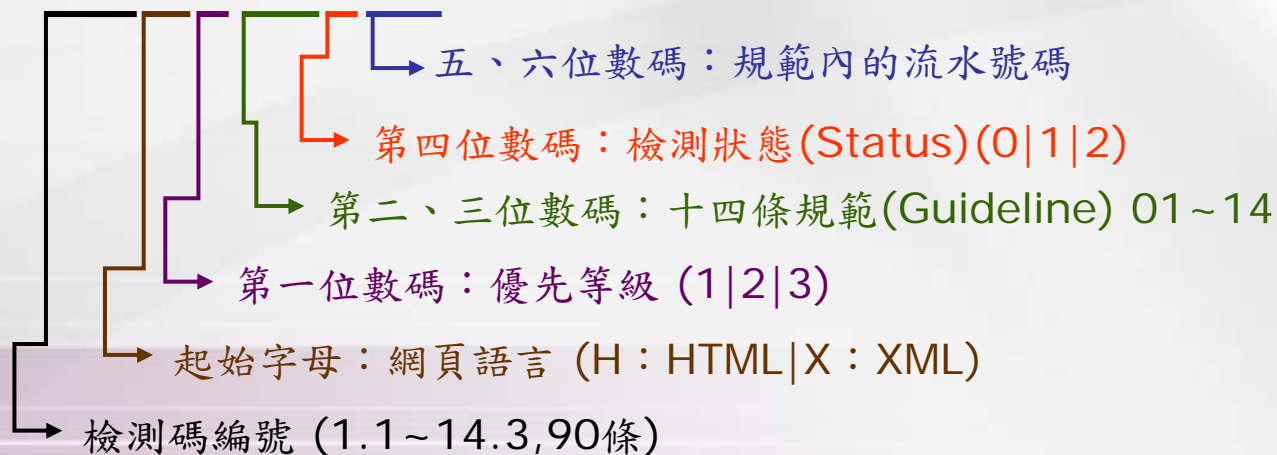 五、六位數碼：規範內的流水號碼
第四位數碼：檢測狀態(Status)(0|1|2)
第二、三位數碼：十四條規範(Guideline) 01~14
第一位數碼：優先等級 (1|2|3)
起始字母：網頁語言 (H：HTML|X：XML)
檢測碼編號 (1.1~14.3,90條)